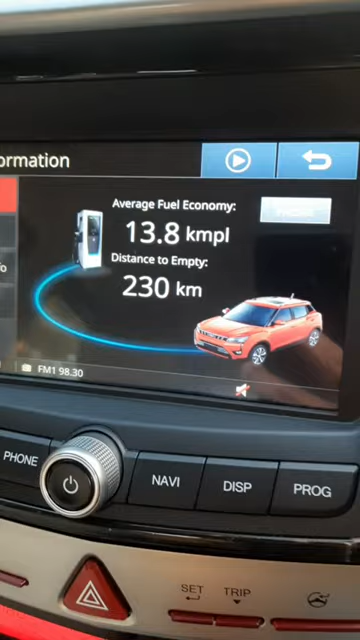 ormation
Average Fuel Economy:
13.8 kmpl
Distance to Empty:
230 km
FM1 98.30
PHONE
NAVI
DISP
PROG
SET
TRIP